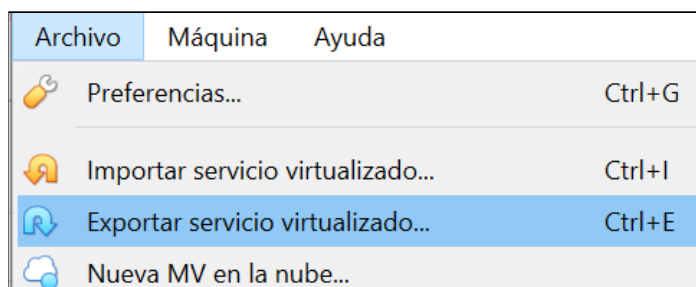 Archivo Máquina Ayuda
Preferencias... Ctrl+G
Importar servicio virtualizado... Ctrl+I
Exportar servicio virtualizado... Ctrl+E
Nueva MV en la nube...